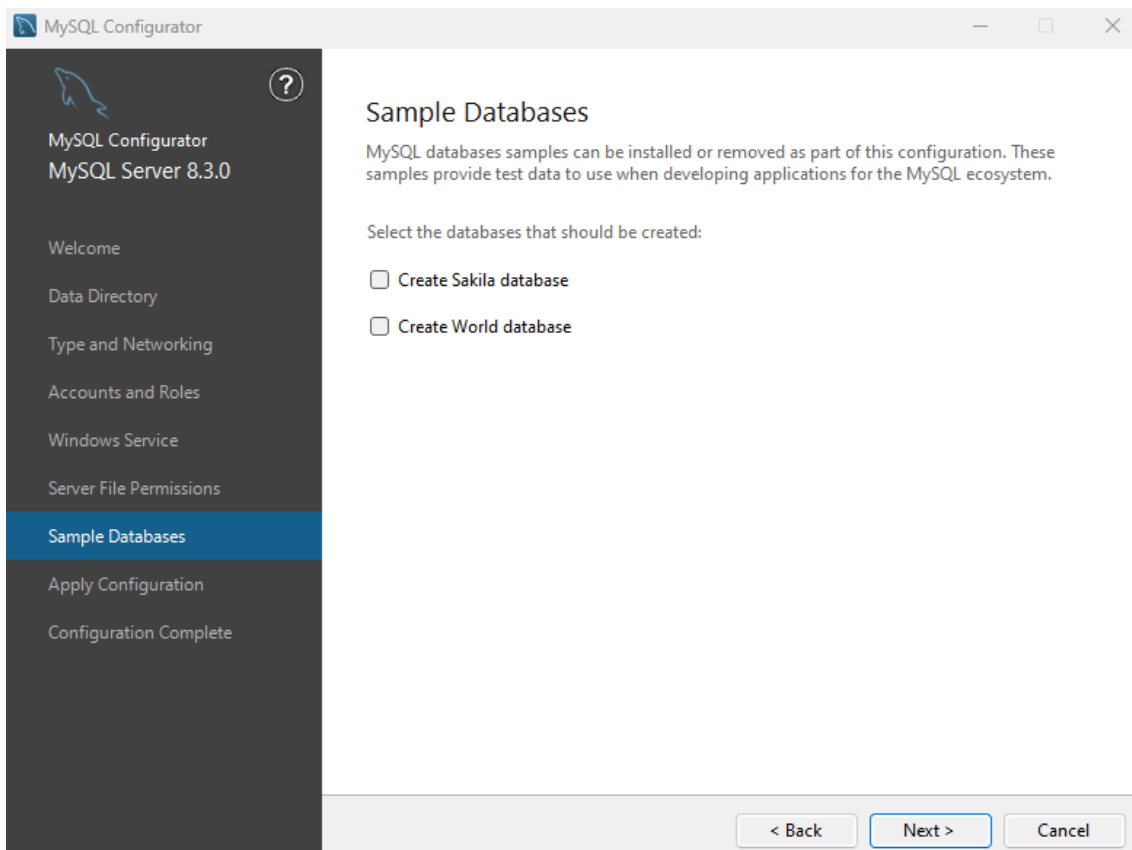 MySQL Configurator
?
MySQL Configurator
MySQL Server 8.3.0
Welcome
Data Directory
Type and Networking
Accounts and Roles
Windows Service
Server File Permissions
Sample Databases
Apply Configuration
Configuration Complete
Sample Databases
MySQL databases samples can be installed or removed as part of this configuration. These
samples provide test data to use when developing applications for the MySQL ecosystem.
Select the databases that should be created:
Create Sakila database
Create World database
< Back
Next >
Cancel